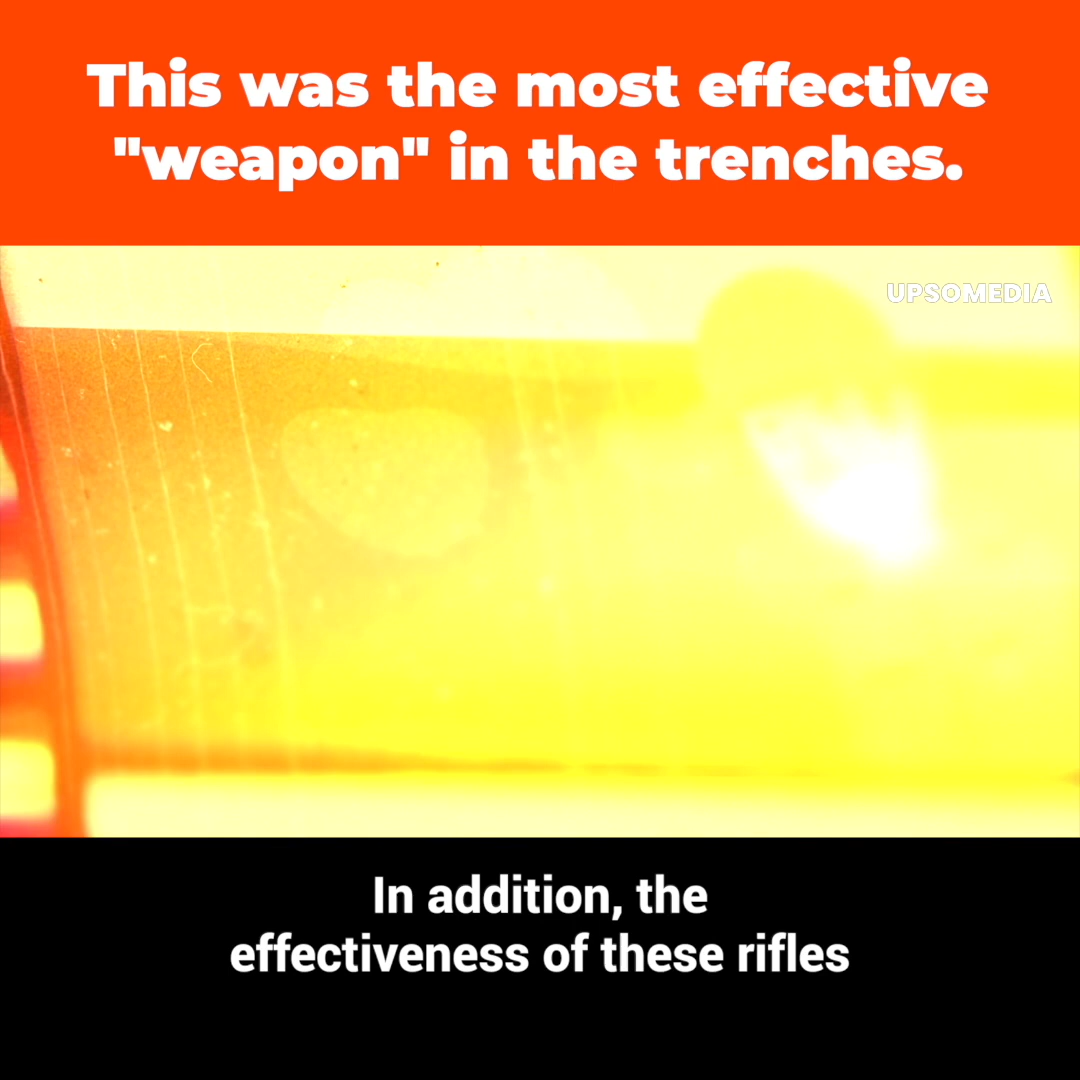 This was the most effective
"weapon" in the trenches.
UPSOMEDIA
In addition, the
effectiveness of these rifles